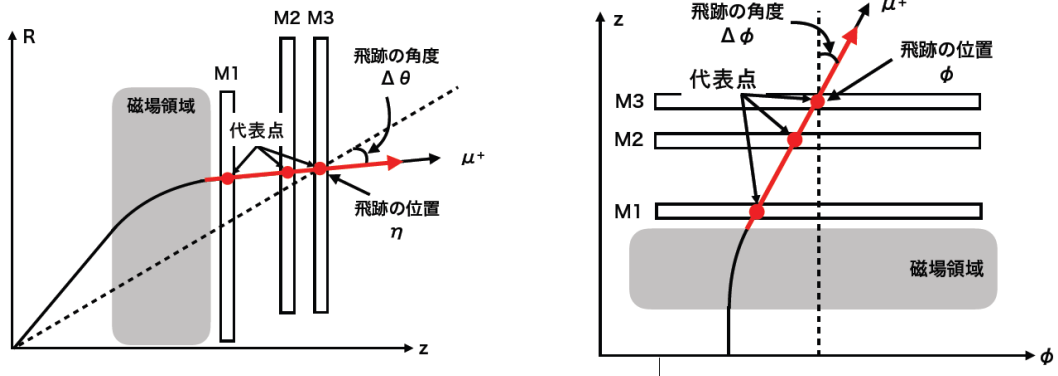 R
M2 M3
飛跡の角度
Δ θ
M1
磁場領域
代表点
μ+
飛跡の位置
η
z
z
飛跡の角度
Δ φ
μ+
飛跡の位置
φ
代表点
M3
M2
M1
磁場領域
φ